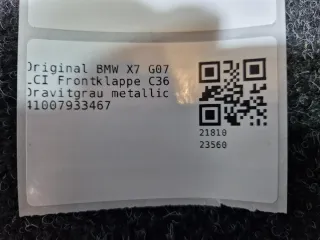 Original BMW X7 G07
LCI Frontklappe C36
Dravitgrau metallic
41007933467
21810
23560